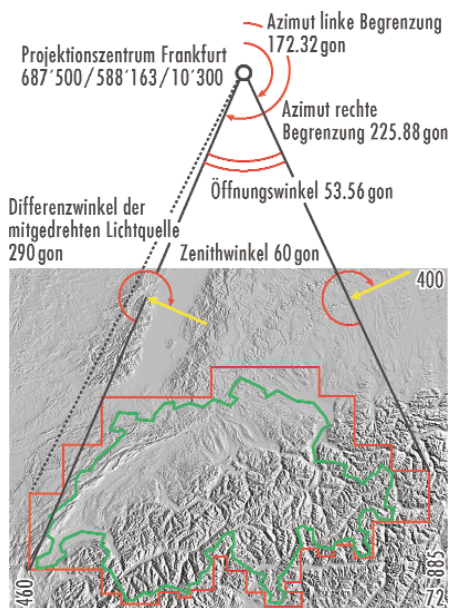 Azimut linke Begrenzung
172.32 gon
Projektionszentrum Frankfurt
687´500/588´163/10´300
Azimut rechte
Begrenzung 225.88 gon
Öffnungswinkel 53.56 gon
Differenzwinkel der
mitgedrehten Lichtquelle
290 gon
Zenithwinkel 60 gon
400
460
885
72